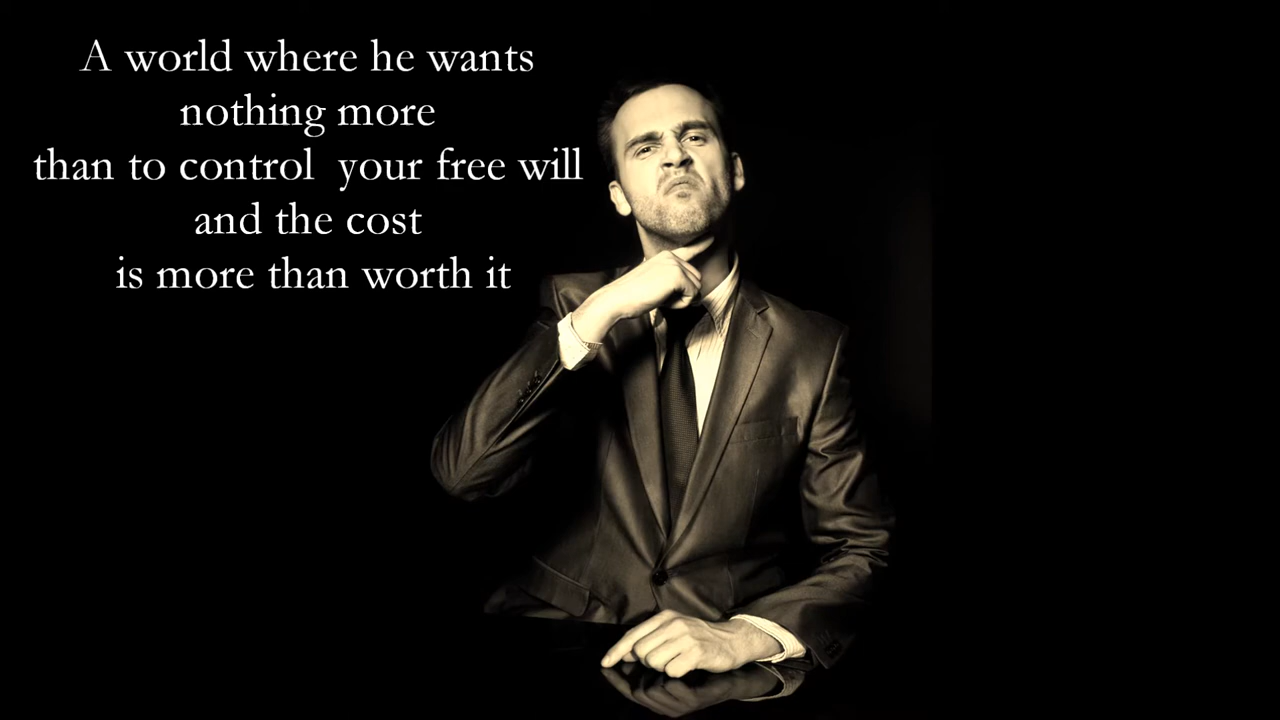 A world where he wants
nothing more
than to control  your free will
and the cost
is more than worth it